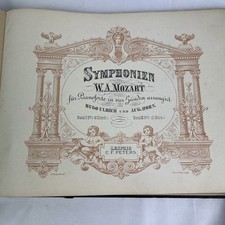 SYMPHONIEN
W.A. MOZART
für Pianoforte zu vier Händen arrangirt
HUGO ULRICH UND AUG. HORN.
LEIPZIG
C. F. PETERS.